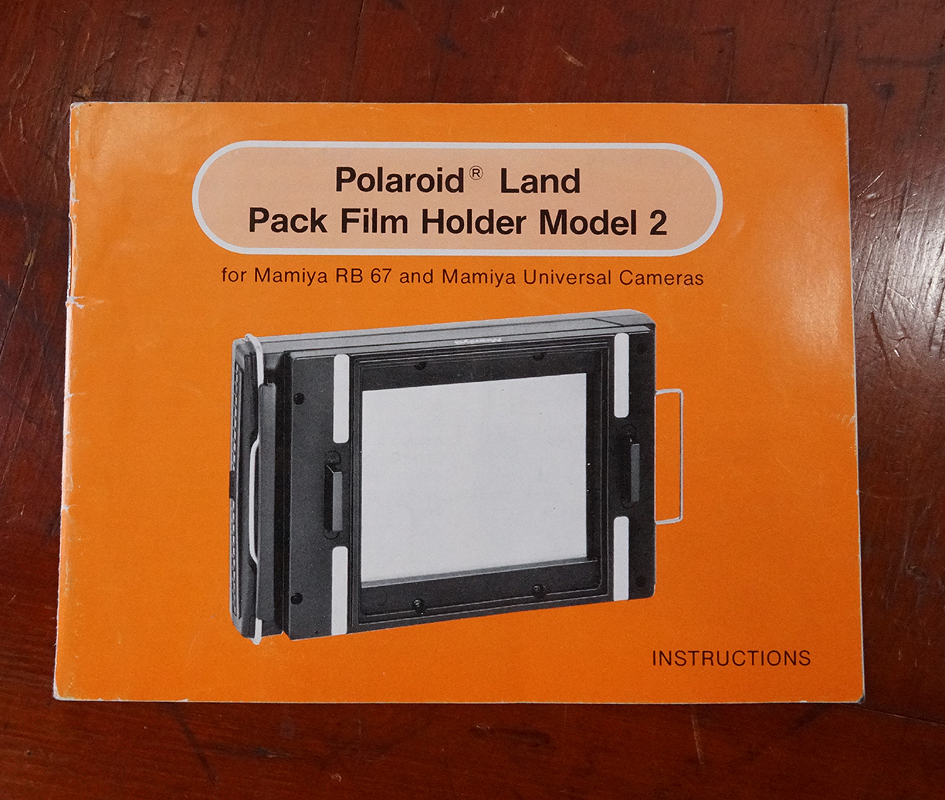 Polaroid® Land
Pack Film Holder Model 2
for Mamiya RB 67 and Mamiya Universal Cameras
INSTRUCTIONS